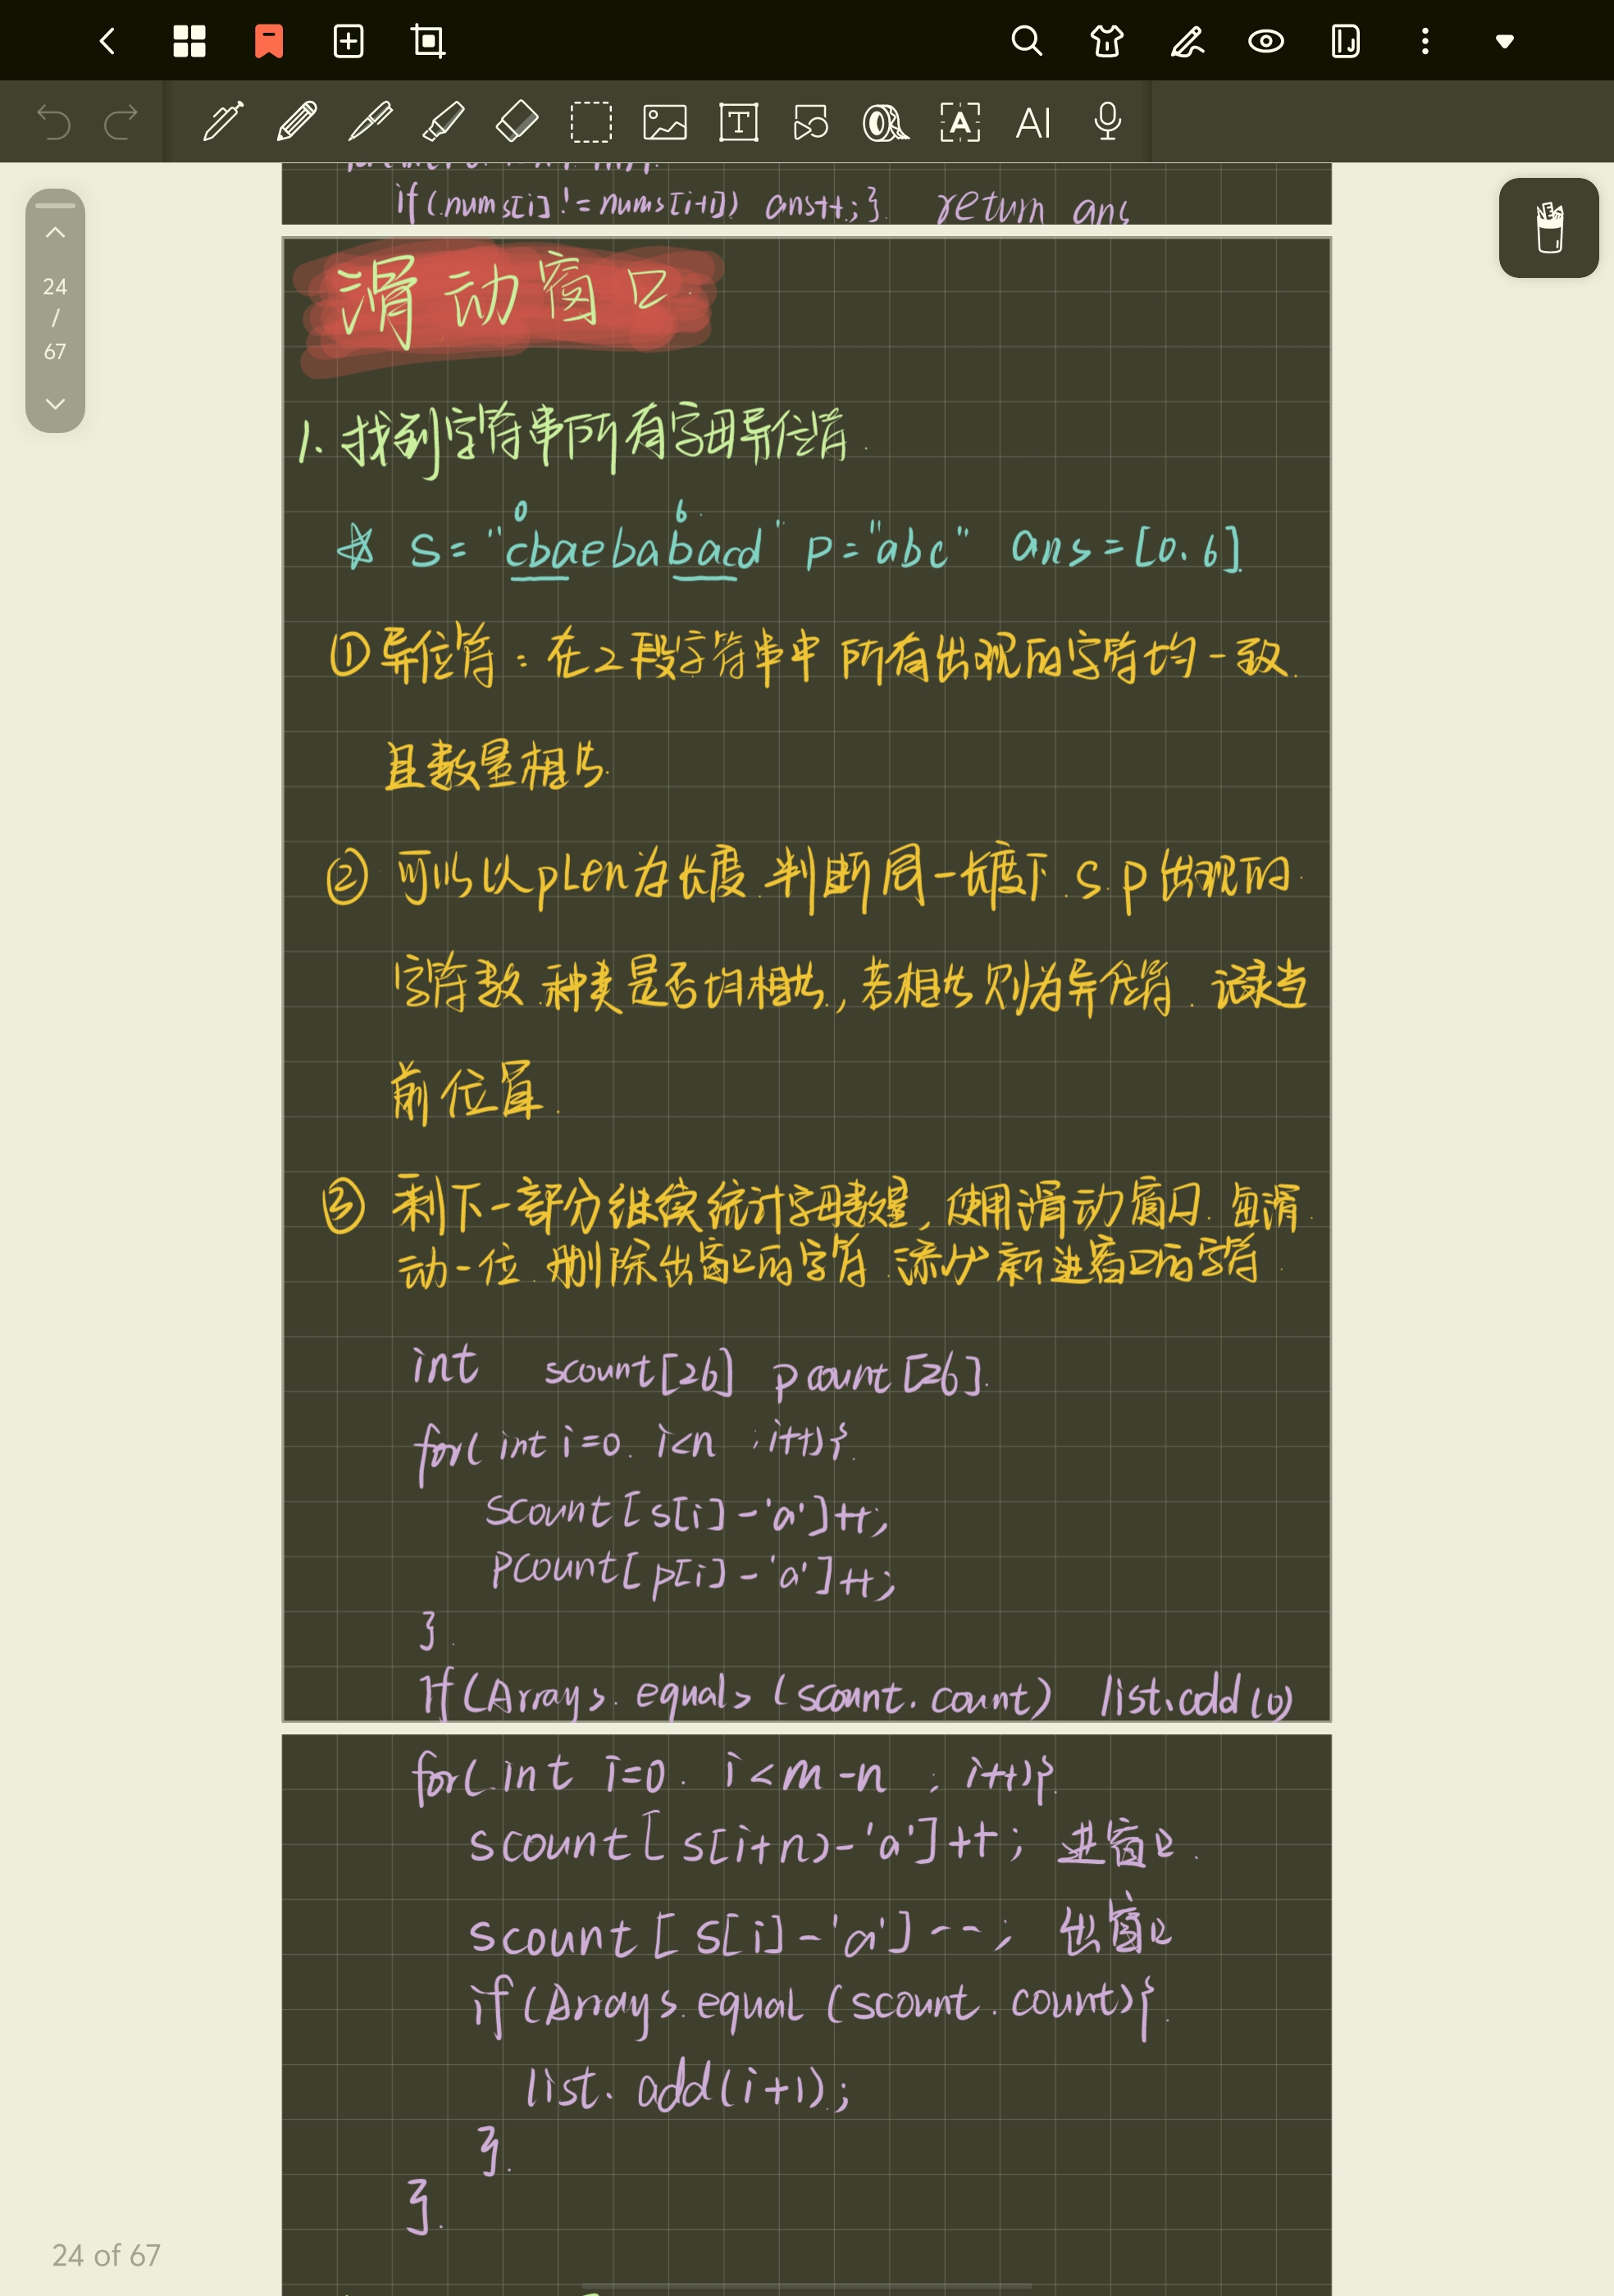 if(nums[i] != nums[i+1]) ans++;} return ans
24
/
67
滑动窗口
1.找到字符串所有字母异位符.
0 6
☆ S="cbaebabacd" p="abc" ans=[0.6].
①异位符:在2段字符串中 所有出现的字符均一致.
且数量相当.
② 可以以pLen为长度.判断同一长度下.S.p出现的.
字符数.种类是否均相当,若相当则为异位符.记录当
前位置.
③ 剩下一部分继续统计字母数量,使用滑动窗口.每滑.
动一位.删除出窗口的字符.添加新进窗口的字符.
int scount[26] pcount[26].
for(int i=0. i<n ;i++){.
scount[s[i]-'a']++;
pcount[p[i]-'a']++;
}.
If(Arrays.equals(scount.count) list.add(0)
for(int i=0. i<m-n ; i++){.
scount[s[i+n)-'a']++; 进窗口.
scount[s[i]-'a']--; 出窗口
if(Arrays.equal(scount.count){.
list.add(i+1);
}.
}.
24 of 67
AI